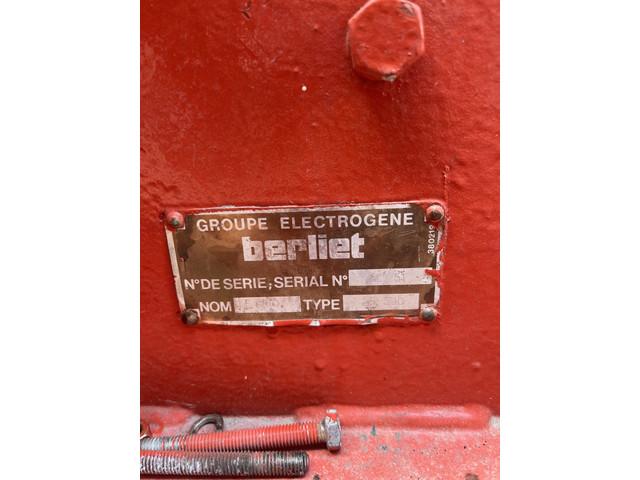 GROUPE ELECTROGENE
berliet
N° DE SERIE; SERIAL N°
NOM TYPE
380219